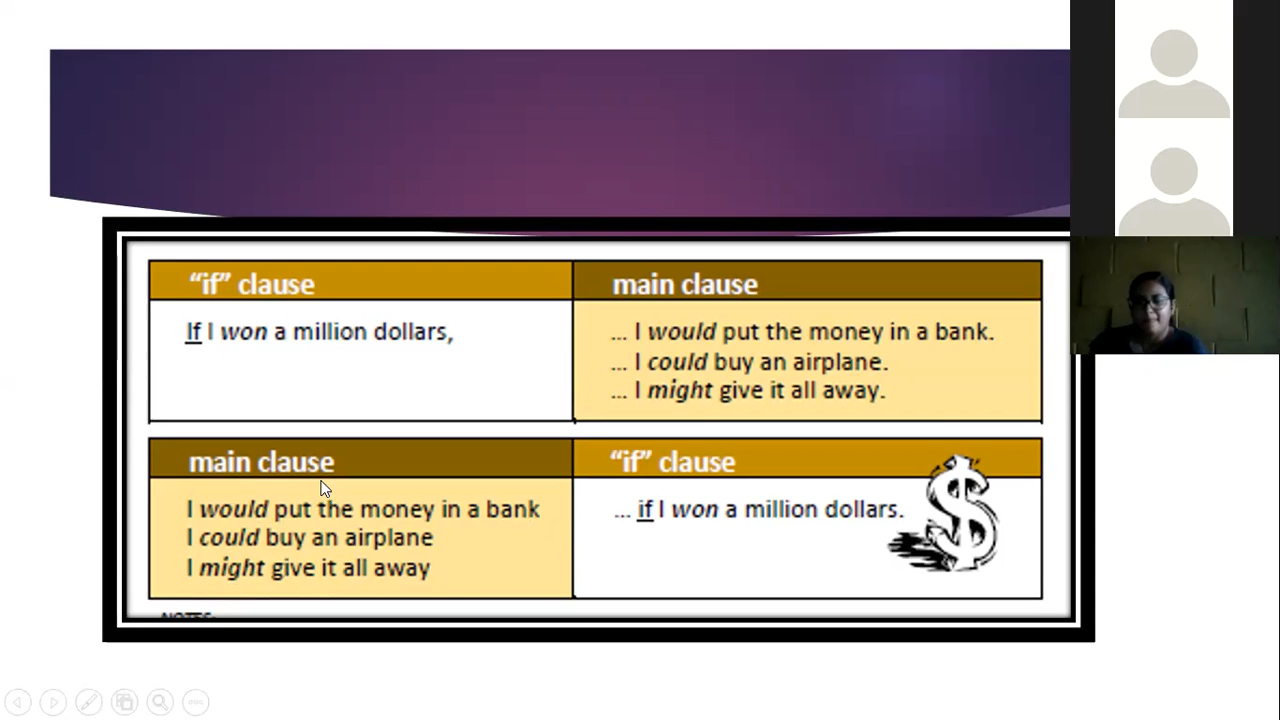 “if” clause
main clause
If I won a million dollars,
... I would put the money in a bank.
... I could buy an airplane.
... I might give it all away.
main clause
“if” clause
I would put the money in a bank
I could buy an airplane
I might give it all away
... if I won a million dollars.
NOTES: